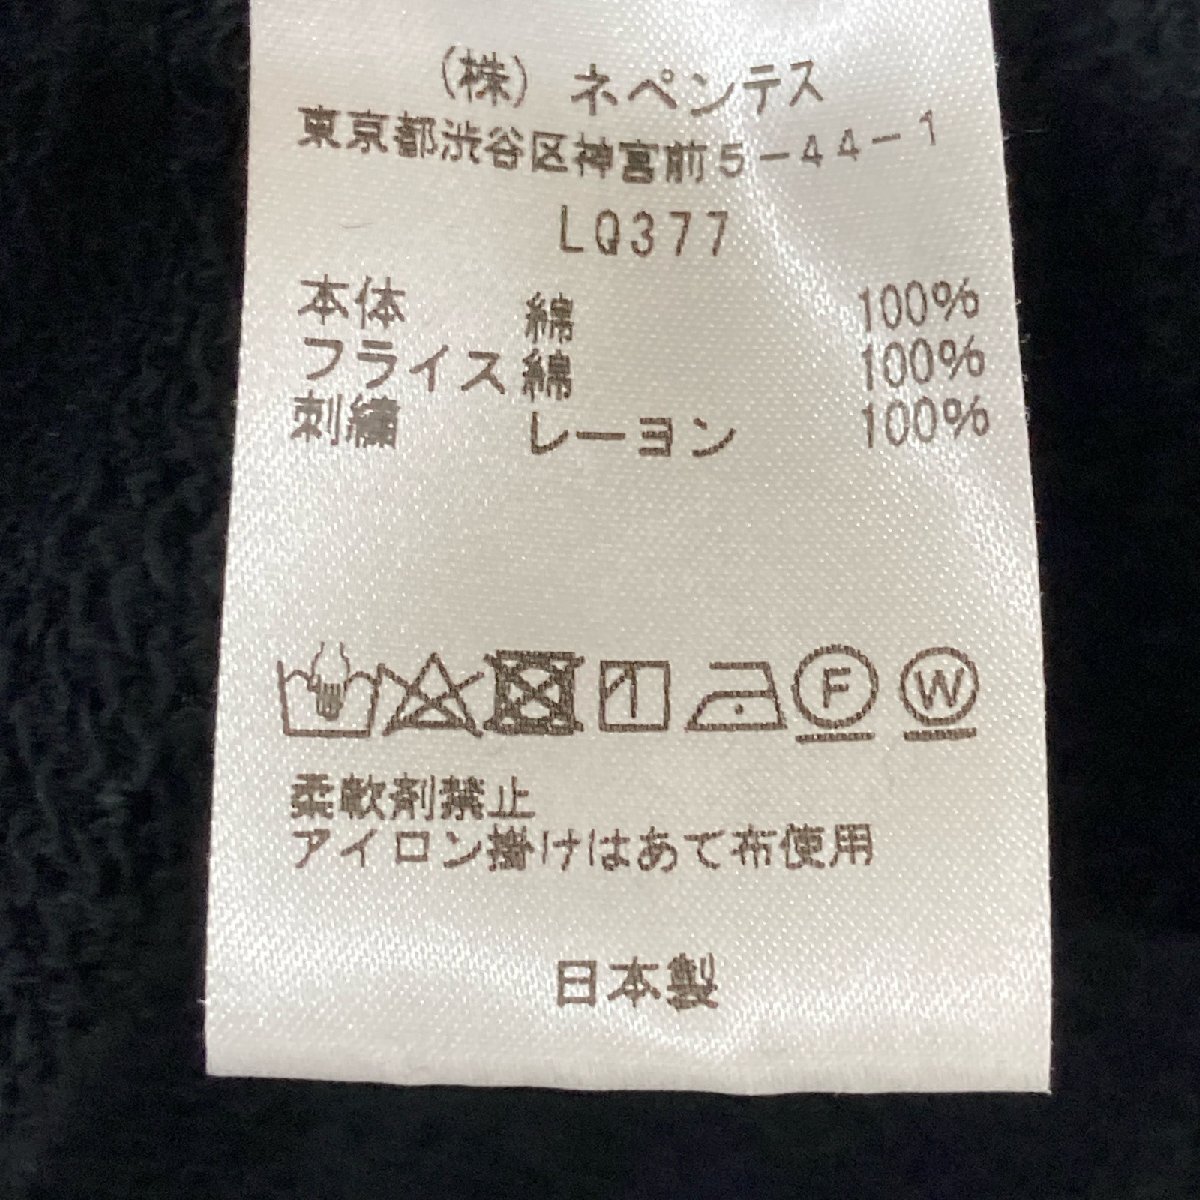 (株) ネペンテス
東京都渋谷区神宮前5-44-1
LQ377
本体 綿 100%
フライス 綿 100%
刺繍 レーヨン 100%
F W
柔軟剤禁止
アイロン掛けはあて布使用
日本製